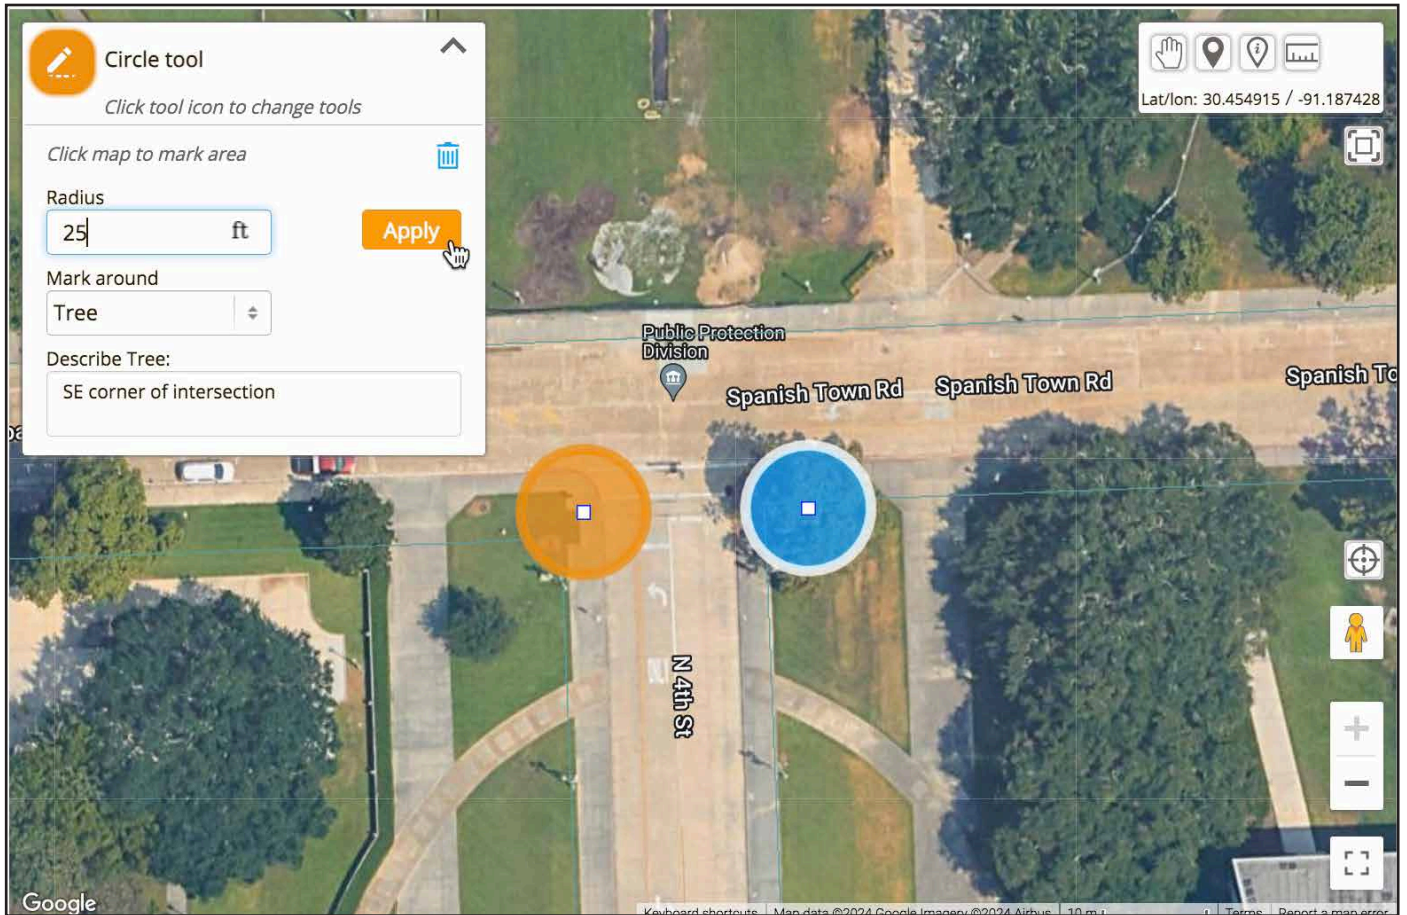 Circle tool
Click tool icon to change tools
Click map to mark area
Radius
25 ft
Apply
Mark around
Tree
Describe Tree:
SE corner of intersection
Lat/lon: 30.454915 / -91.187428
Public Protection
Division
Spanish Town Rd
Spanish Town Rd
Spanish To
N 4th St
Google
Keyboard shortcuts
Map data ©2024 Google Imagery ©2024 Airbus
10 m
Terms
Report a map error